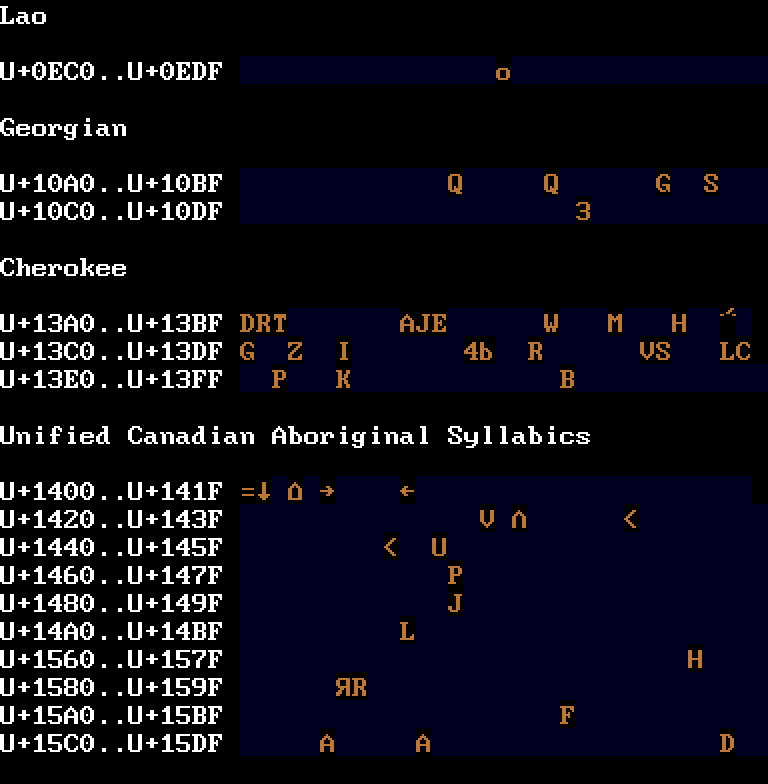 Lao
U+0EC0..U+0EDF o
Georgian
U+10A0..U+10BF Q Q G S
U+10C0..U+10DF 3
Cherokee
U+13A0..U+13BF DRT AJE W M H
U+13C0..U+13DF G Z I 4b R VS LC
U+13E0..U+13FF P K B
Unified Canadian Aboriginal Syllabics
U+1400..U+141F =↓ ᐃ → ←
U+1420..U+143F V ∩ <
U+1440..U+145F < U
U+1460..U+147F P
U+1480..U+149F J
U+14A0..U+14BF L
U+1560..U+157F H
U+1580..U+159F ЯR
U+15A0..U+15BF F
U+15C0..U+15DF A A D